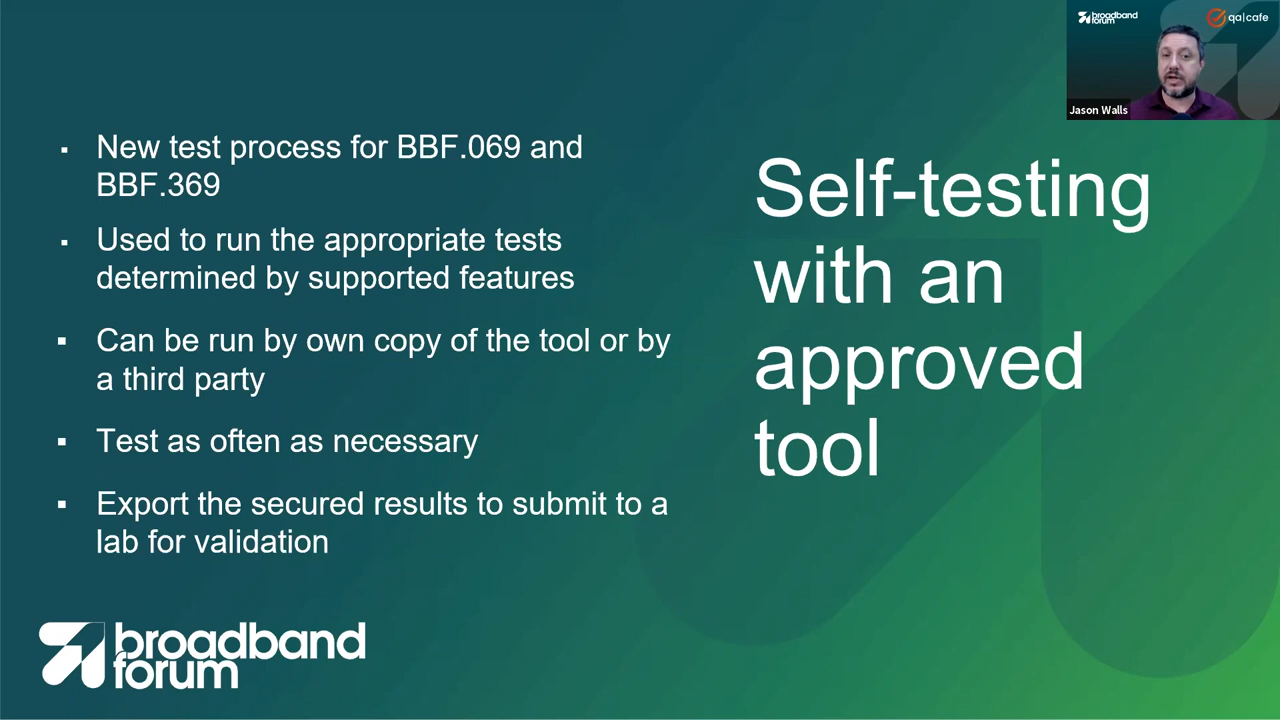 broadband
forum
qa|cafe
Jason Walls
▪ New test process for BBF.069 and
BBF.369
▪ Used to run the appropriate tests
determined by supported features
▪ Can be run by own copy of the tool or by
a third party
▪ Test as often as necessary
▪ Export the secured results to submit to a
lab for validation
Self-testing
with an
approved
tool
broadband
forum